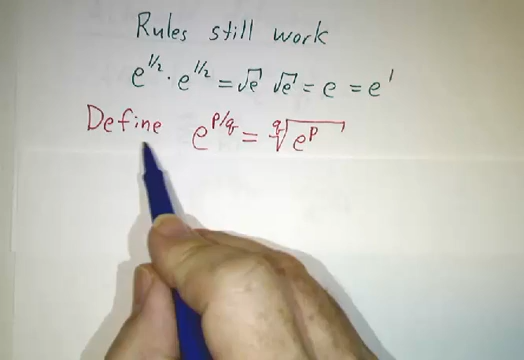 Rules still work
e^{1/2} · e^{1/2} = √e √e = e = e^1
Define e^{p/q} = ^q√(e^p)